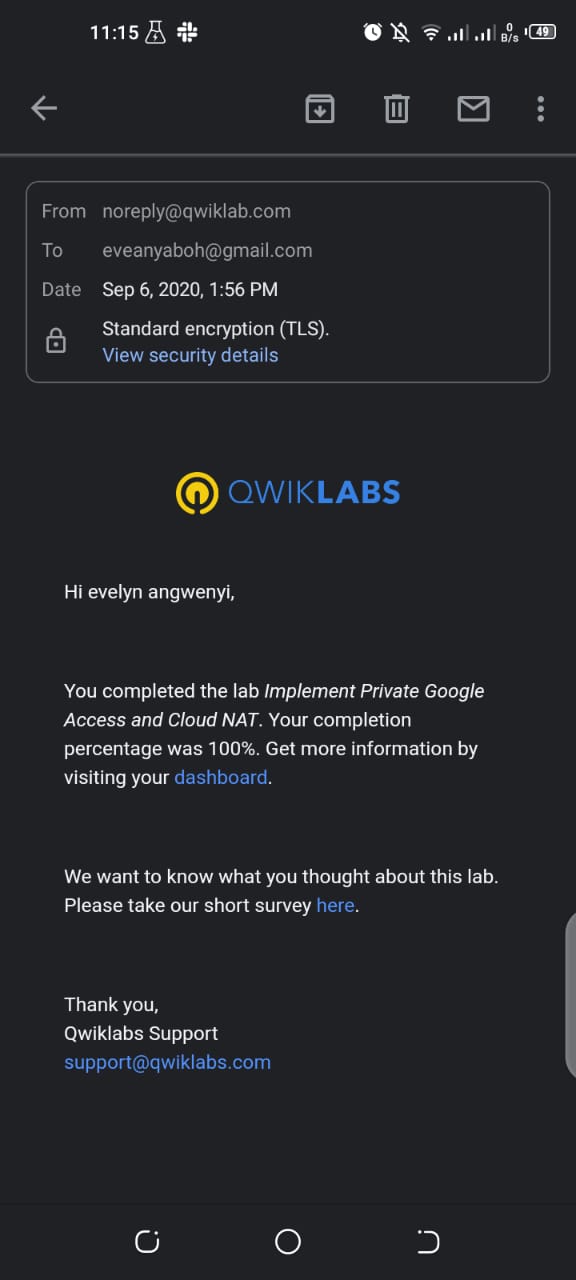 11:15
0
B/s
49
From noreply@qwiklab.com
To eveanyaboh@gmail.com
Date Sep 6, 2020, 1:56 PM
Standard encryption (TLS).
View security details
QWIKLABS
Hi evelyn angwenyi,
You completed the lab Implement Private Google
Access and Cloud NAT. Your completion
percentage was 100%. Get more information by
visiting your dashboard.
We want to know what you thought about this lab.
Please take our short survey here.
Thank you,
Qwiklabs Support
support@qwiklabs.com